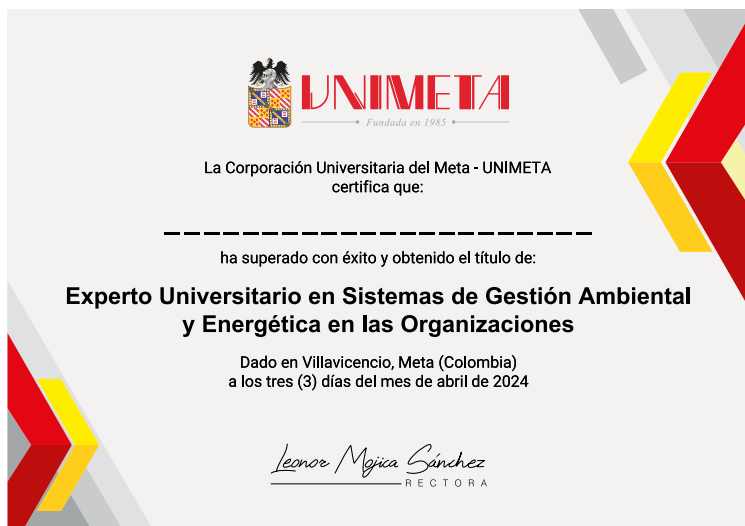 UNIMETA
Fundada en 1985
La Corporación Universitaria del Meta - UNIMETA
certifica que:
ha superado con éxito y obtenido el título de:
Experto Universitario en Sistemas de Gestión Ambiental
y Energética en las Organizaciones
Dado en Villavicencio, Meta (Colombia)
a los tres (3) días del mes de abril de 2024
Leonor Mojica Sánchez
RECTORA